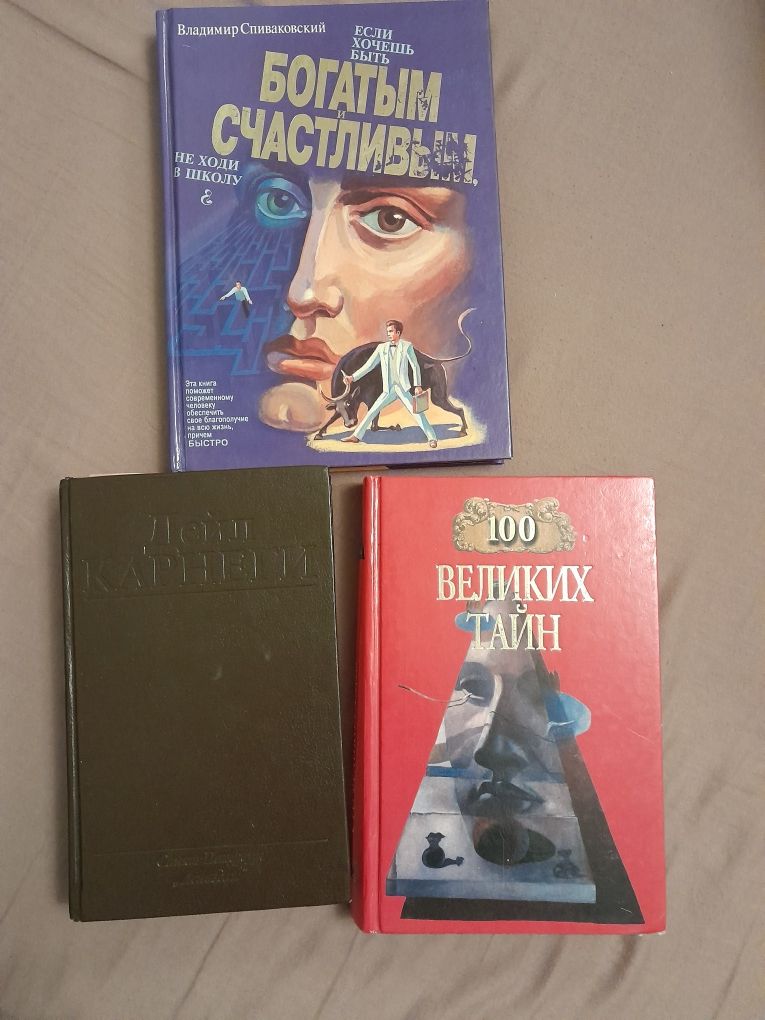 Владимир Спиваковский
ЕСЛИ
ХОЧЕШЬ
БЫТЬ
БОГАТЫМ
И
СЧАСТЛИВЫМ,
НЕ ХОДИ
В ШКОЛУ
Эта книга
поможет
современному
человеку
обеспечить
свое благополучие
на всю жизнь,
причем
БЫСТРО
Дейл
КАРНЕГИ
100
ВЕЛИКИХ
ТАЙН